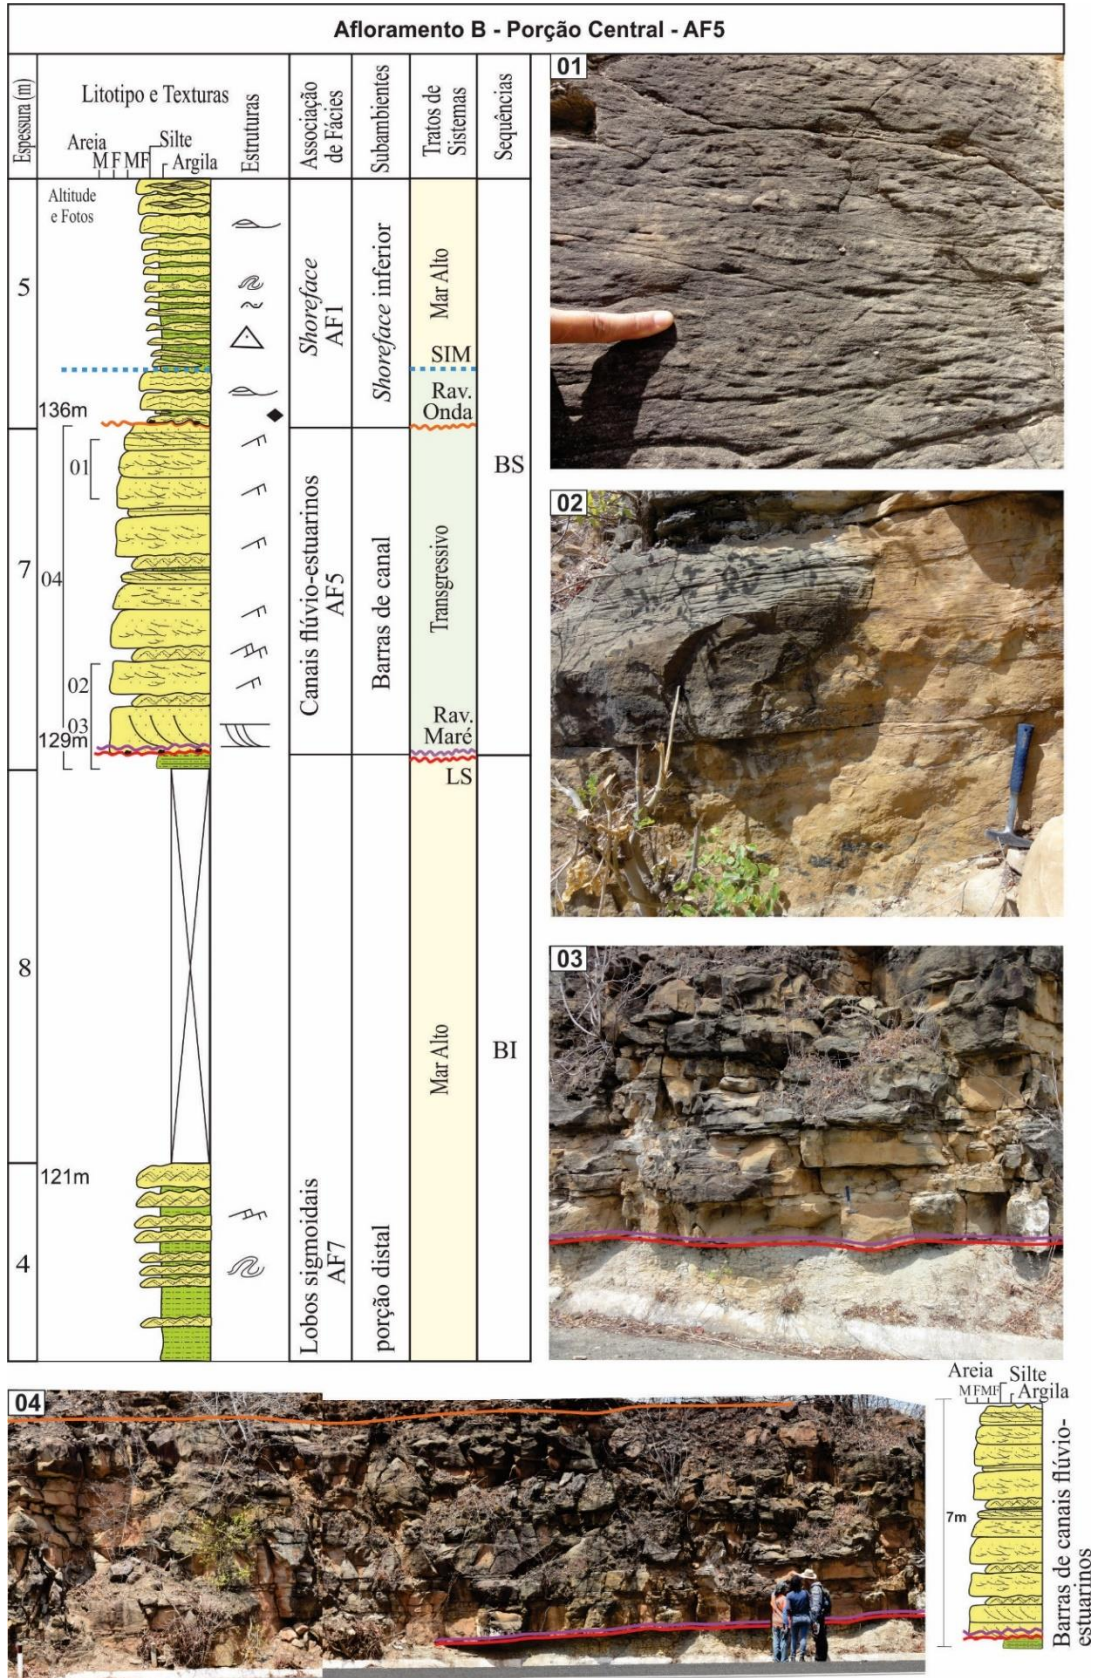 Afloramento B - Porção Central - AF5
Espessura (m)
Litotipo e Texturas
Areia
Silte
M F MF
Argila
Estruturas
Associação
de Fácies
Subambientes
Tratos de
Sistemas
Sequências
Altitude
e Fotos
5
136m
01
7
04
02
03
129m
8
121m
4
Shoreface
AF1
Canais flúvio-estuarinos
AF5
Lobos sigmoidais
AF7
Shoreface inferior
Barras de canal
porção distal
Mar Alto
SIM
Rav.
Onda
Transgressivo
Rav.
Maré
LS
Mar Alto
BS
BI
01
02
03
04
Areia
Silte
M FMF
Argila
7m
Barras de canais flúvio-
estuarinos